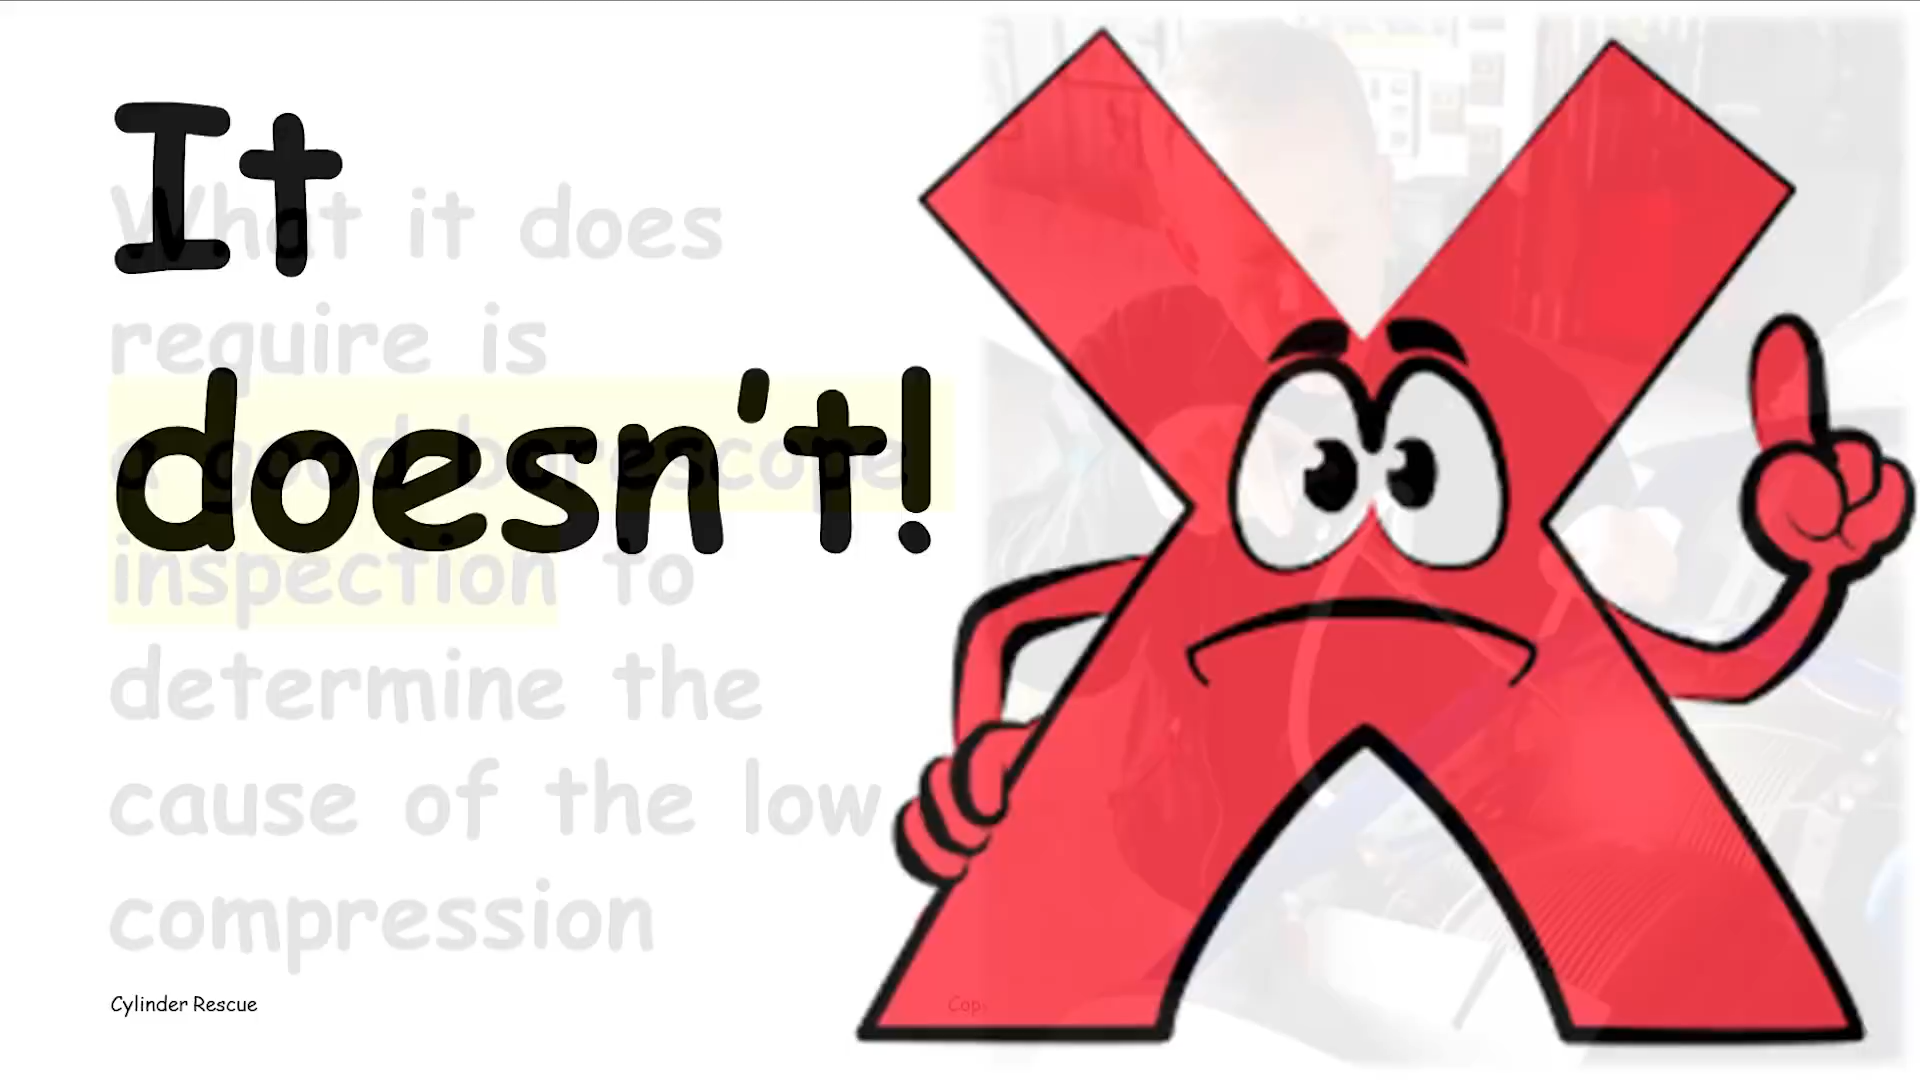 It
doesn't!
What it does
require is
a good borescope
inspection to
determine the
cause of the low
compression
Cylinder Rescue
Cop